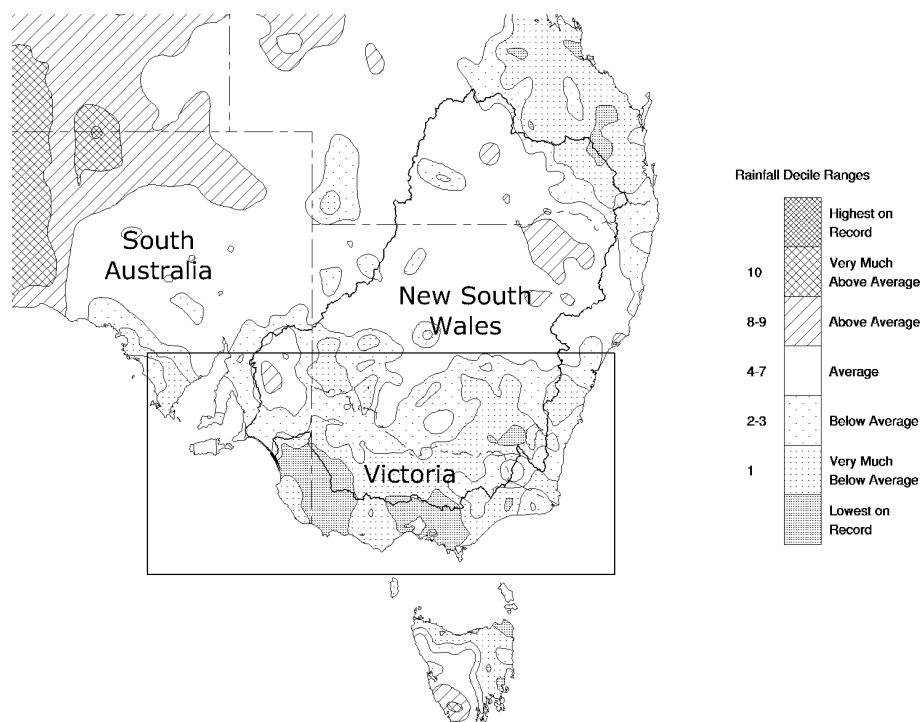 South
Australia
New South
Wales
Victoria
Rainfall Decile Ranges
Highest on
Record
10
Very Much
Above Average
8-9
Above Average
4-7
Average
2-3
Below Average
1
Very Much
Below Average
Lowest on
Record